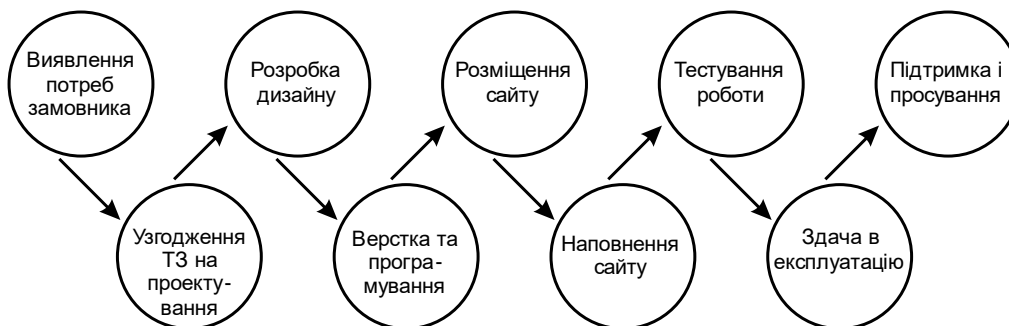 Виявлення
потреб
замовника
Узгодження
ТЗ на
проекту-
вання
Розробка
дизайну
Верстка та
програ-
мування
Розміщення
сайту
Наповнення
сайту
Тестування
роботи
Здача в
експлуатацію
Підтримка і
просування